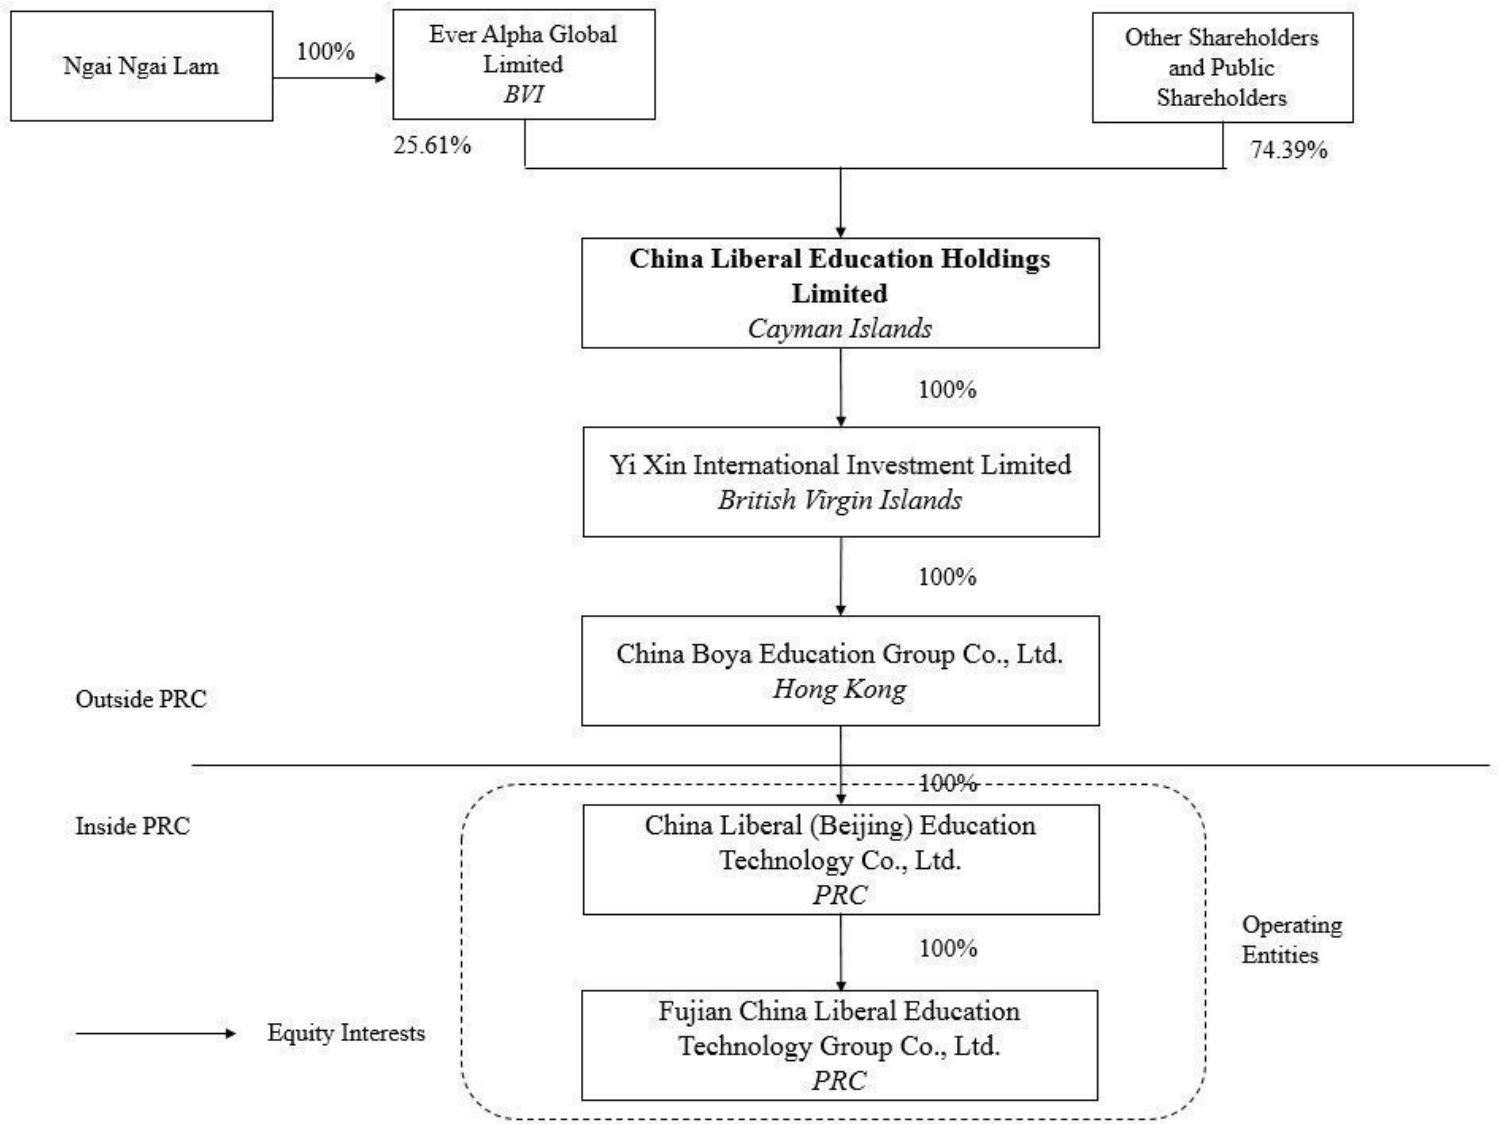 Ngai Ngai Lam
100%
Ever Alpha Global
Limited
BVI
Other Shareholders
and Public
Shareholders
25.61%
74.39%
China Liberal Education Holdings
Limited
Cayman Islands
100%
Yi Xin International Investment Limited
British Virgin Islands
100%
China Boya Education Group Co., Ltd.
Hong Kong
Outside PRC
100%
Inside PRC
China Liberal (Beijing) Education
Technology Co., Ltd.
PRC
100%
Operating
Entities
Fujian China Liberal Education
Technology Group Co., Ltd.
PRC
Equity Interests